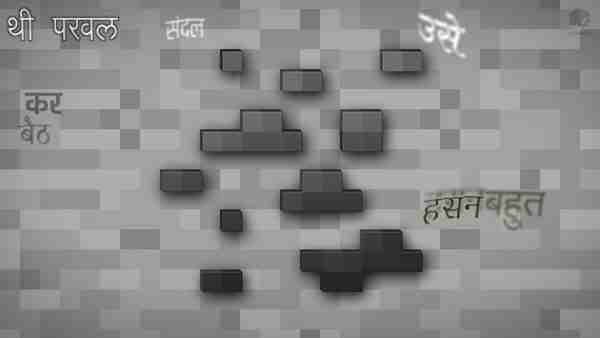 थी परवल
संदल
उसे
कर
बैठ
हसन बहुत